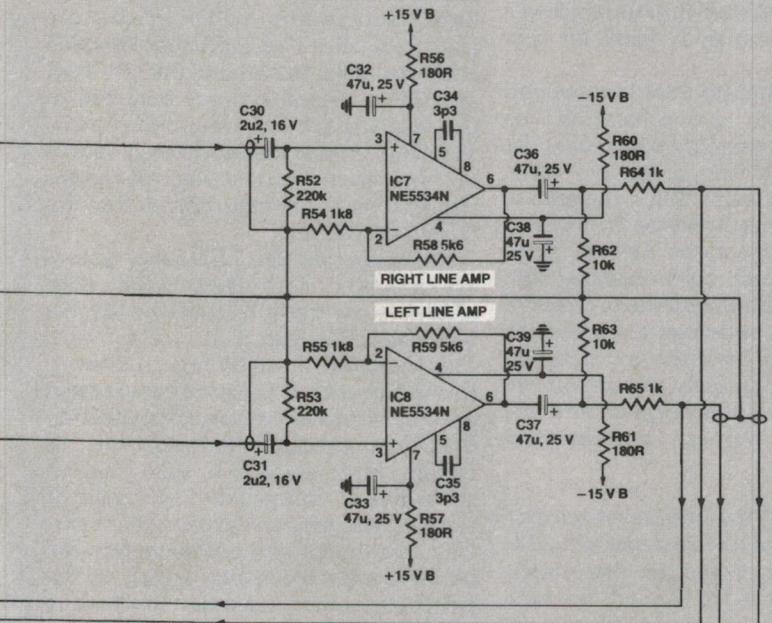 +15 V B
R56
180R
C32
47u, 25 V
C34
3p3
−15 V B
C30
2u2, 16 V
7
5
8
3
+
R60
180R
C36
47u, 25 V
R64 1k
6
IC7
NE5534N
R52
220k
R54 1k8
4
C38
47u
25 V
−
2
R58 5k6
R62
10k
RIGHT LINE AMP
LEFT LINE AMP
R59 5k6
C39
47u
25 V
R63
10k
R55 1k8
2
−
4
IC8
NE5534N
6
R65 1k
R53
220k
8
5
C37
47u, 25 V
+
3
7
R61
180R
C31
2u2, 16 V
C35
3p3
C33
47u, 25 V
R57
180R
−15 V B
+15 V B